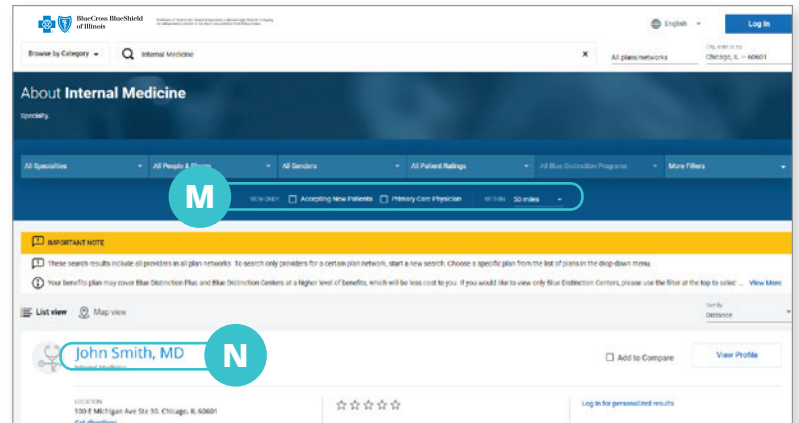 BlueCross BlueShield
of Illinois
English
Log In
Browse by Category
Internal Medicine
All plans/networks
City, state or zip
Chicago, IL - 60601
About Internal Medicine
Specialty.
All Specialties
All People &
All Genders
All Patient Ratings
All Blue Distinction Programs
More Filters
M
VIEW ONLY
Accepting New Patients
Primary Care Physician
WITHIN
50 miles
IMPORTANT NOTE
These search results include all providers in all plan networks. To search only providers for a certain plan network, start a new search. Choose a specific plan from the list of plans in the drop-down menu.
Your benefits plan may cover Blue Distinction Plus and Blue Distinction Centers at a higher level of benefits, which will be less cost to you. If you would like to view only Blue Distinction Centers, please use the filter at the top to select ... View More
List view
Map view
Sort By
Distance
John Smith, MD
N
Internal Medicine
Add to Compare
View Profile
LOCATION
100 E Michigan Ave Ste 30, Chicago, IL 60601
Get directions
Log in for personalized results